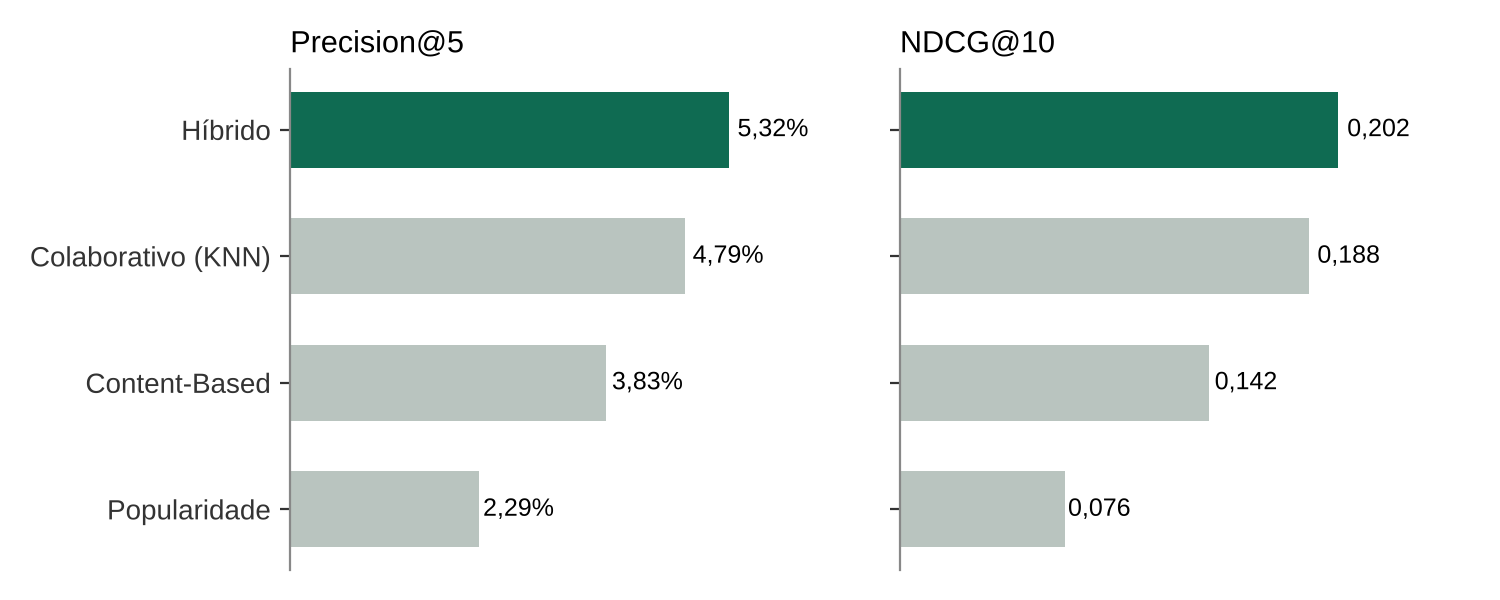 Precision@5
Híbrido
5,32%
Colaborativo (KNN)
4,79%
Content-Based
3,83%
Popularidade
2,29%
NDCG@10
0,202
0,188
0,142
0,076